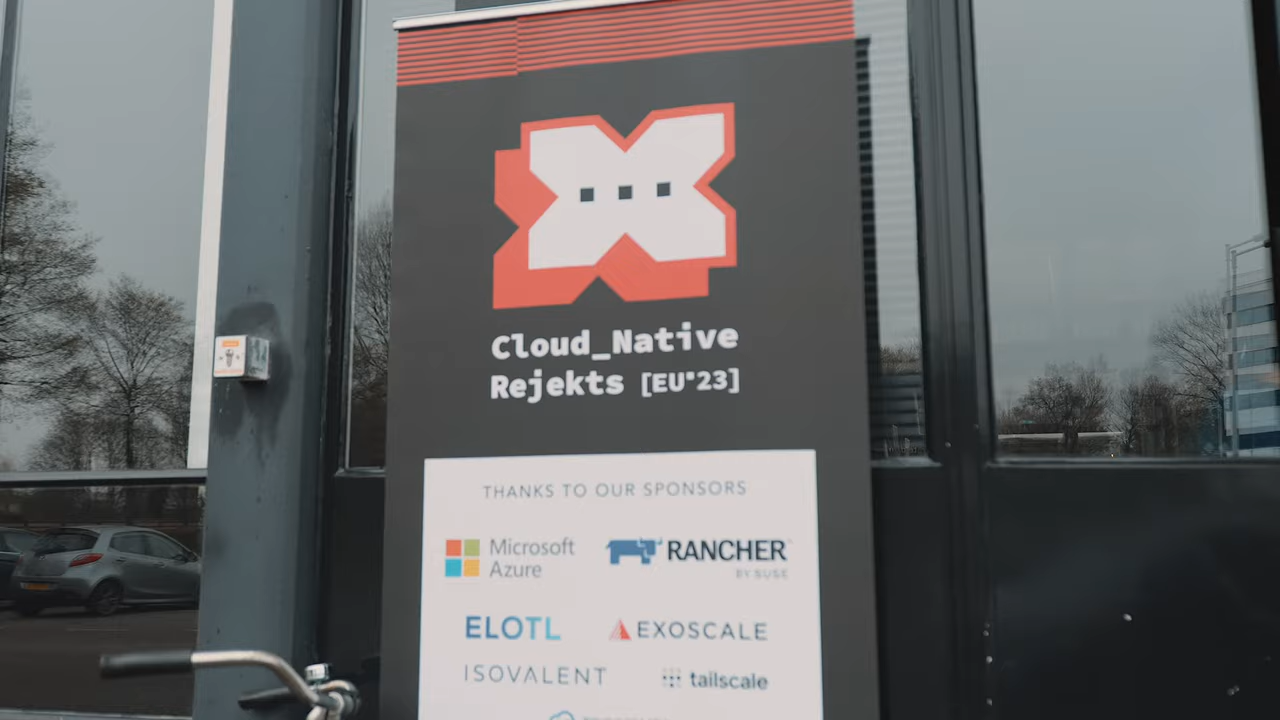 Cloud_Native
Rejekts [EU'23]
THANKS TO OUR SPONSORS
Microsoft
Azure
RANCHER
BY SUSE
ELOTL
EXOSCALE
ISOVALENT
tailscale